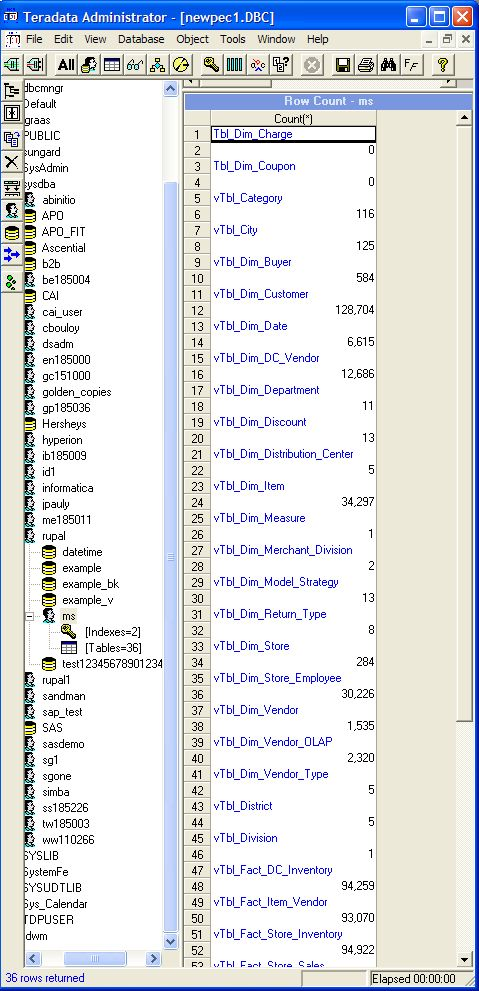 Teradata Administrator - [newpec1.DBC]
File Edit View Database Object Tools Window Help
All FF ?
dbcmngr
Default
graas
PUBLIC
sungard
SysAdmin
sysdba
abinitio
APO
APO_FIT
Ascential
b2b
be185004
CAI
cai_user
cbouloy
dsadm
en185000
gc151000
golden_copies
gp185036
Hersheys
hyperion
ib185009
id1
informatica
jpauly
me185011
rupal
datetime
example
example_bk
example_v
ms
[Indexes=2]
[Tables=36]
test12345678901234
rupal1
sandman
sap_test
SAS
sasdemo
sg1
sgone
simba
ss185226
tw185003
ww110266
SYSLIB
SystemFe
SYSUDTLIB
Sys_Calendar
TDPUSER
dwm
Row Count - ms
Count(*)
1 Tbl_Dim_Charge
2 0
3 Tbl_Dim_Coupon
4 0
5 vTbl_Category
6 116
7 vTbl_City
8 125
9 vTbl_Dim_Buyer
10 584
11 vTbl_Dim_Customer
12 128,704
13 vTbl_Dim_Date
14 6,615
15 vTbl_Dim_DC_Vendor
16 12,686
17 vTbl_Dim_Department
18 11
19 vTbl_Dim_Discount
20 13
21 vTbl_Dim_Distribution_Center
22 5
23 vTbl_Dim_Item
24 34,297
25 vTbl_Dim_Measure
26 1
27 vTbl_Dim_Merchant_Division
28 2
29 vTbl_Dim_Model_Strategy
30 13
31 vTbl_Dim_Return_Type
32 8
33 vTbl_Dim_Store
34 284
35 vTbl_Dim_Store_Employee
36 30,226
37 vTbl_Dim_Vendor
38 1,535
39 vTbl_Dim_Vendor_OLAP
40 2,320
41 vTbl_Dim_Vendor_Type
42 5
43 vTbl_District
44 5
45 vTbl_Division
46 1
47 vTbl_Fact_DC_Inventory
48 94,259
49 vTbl_Fact_Item_Vendor
50 93,070
51 vTbl_Fact_Store_Inventory
52 94,922
53 vTbl_Fact_Store_Sales
36 rows returned
Elapsed 00:00:00